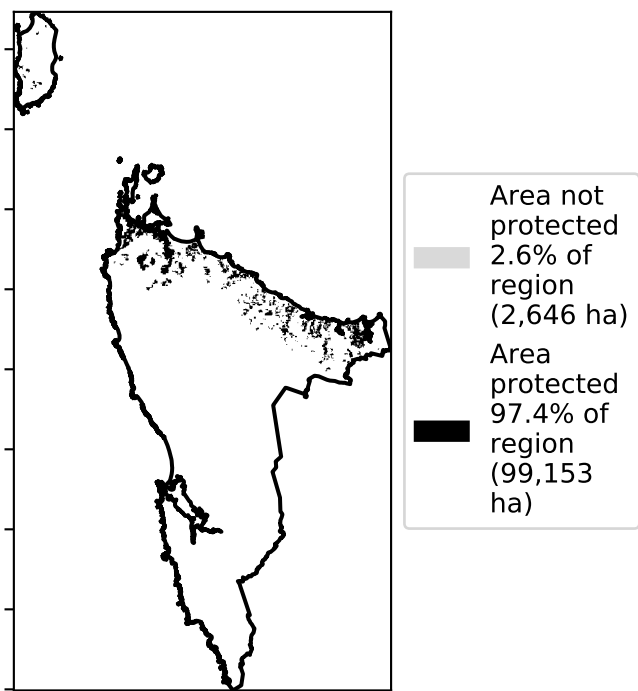 Area not
protected
2.6% of
region
(2,646 ha)
Area
protected
97.4% of
region
(99,153
ha)